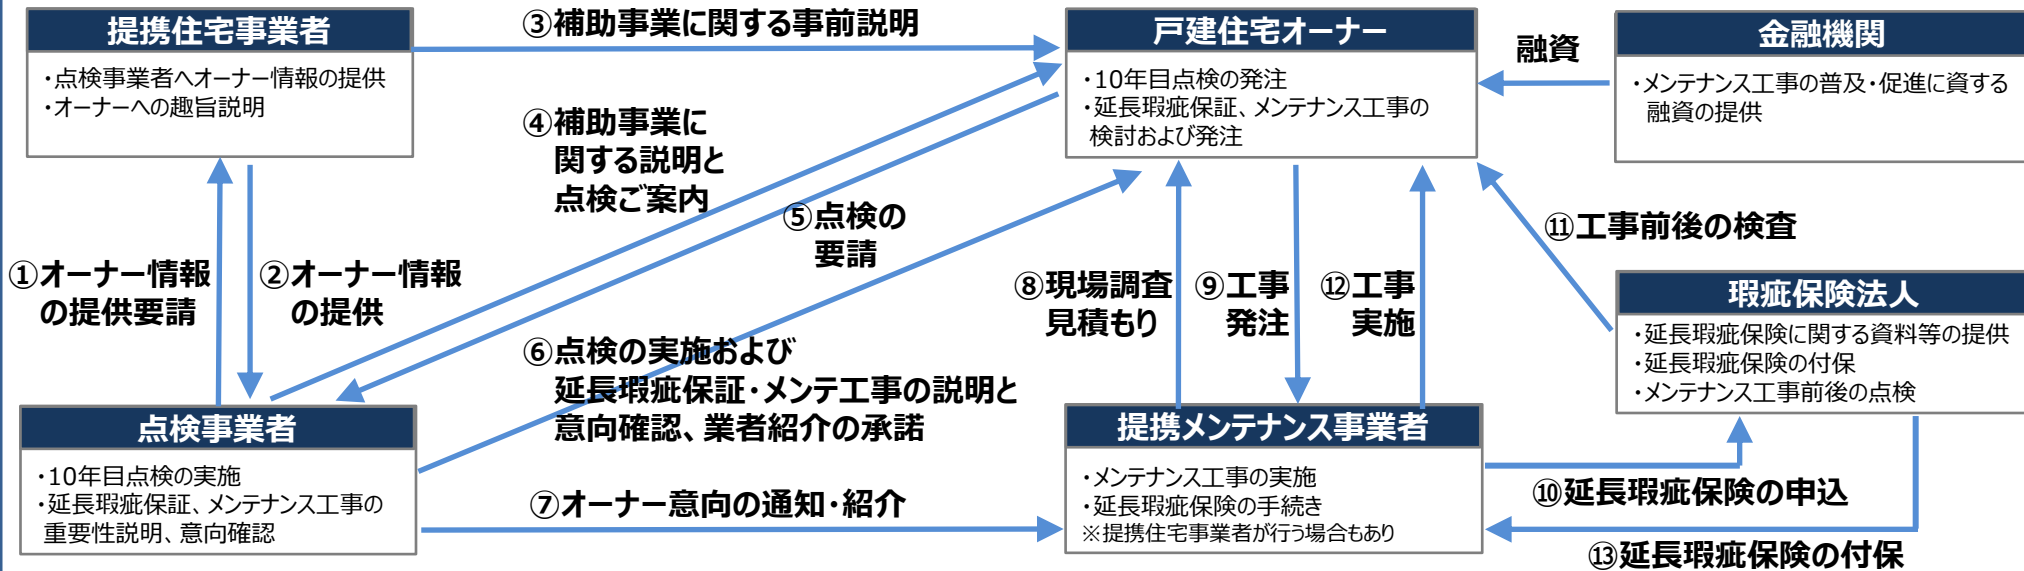 提携住宅事業者
・点検事業者へオーナー情報の提供
・オーナーへの趣旨説明
③補助事業に関する事前説明
戸建住宅オーナー
・10年目点検の発注
・延長瑕疵保証、メンテナンス工事の
検討および発注
融資
金融機関
・メンテナンス工事の普及・促進に資する
融資の提供
④補助事業に
関する説明と
点検ご案内
⑤点検の
要請
①オーナー情報
の提供要請
②オーナー情報
の提供
⑥点検の実施および
延長瑕疵保証・メンテ工事の説明と
意向確認、業者紹介の承諾
⑧現場調査
見積もり
⑨工事
発注
⑫工事
実施
⑪工事前後の検査
瑕疵保険法人
・延長瑕疵保険に関する資料等の提供
・延長瑕疵保険の付保
・メンテナンス工事前後の点検
点検事業者
・10年目点検の実施
・延長瑕疵保証、メンテナンス工事の
重要性説明、意向確認
⑦オーナー意向の通知・紹介
提携メンテナンス事業者
・メンテナンス工事の実施
・延長瑕疵保険の手続き
※提携住宅事業者が行う場合もあり
⑩延長瑕疵保険の申込
⑬延長瑕疵保険の付保